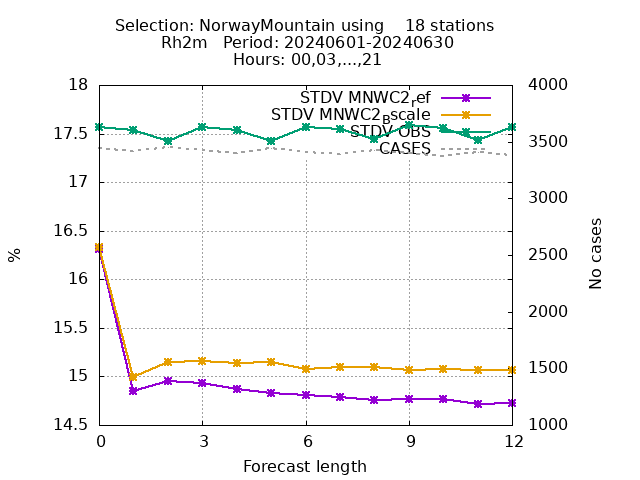 Selection: NorwayMountain using    18 stations
Rh2m   Period: 20240601-20240630
Hours: 00,03,...,21
STDV MNWC2ref
STDV MNWC2Bscale
STDV OBS
CASES
18
17.5
17
16.5
16
15.5
15
14.5
4000
3500
3000
2500
2000
1500
1000
%
No cases
0 3 6 9 12
Forecast length